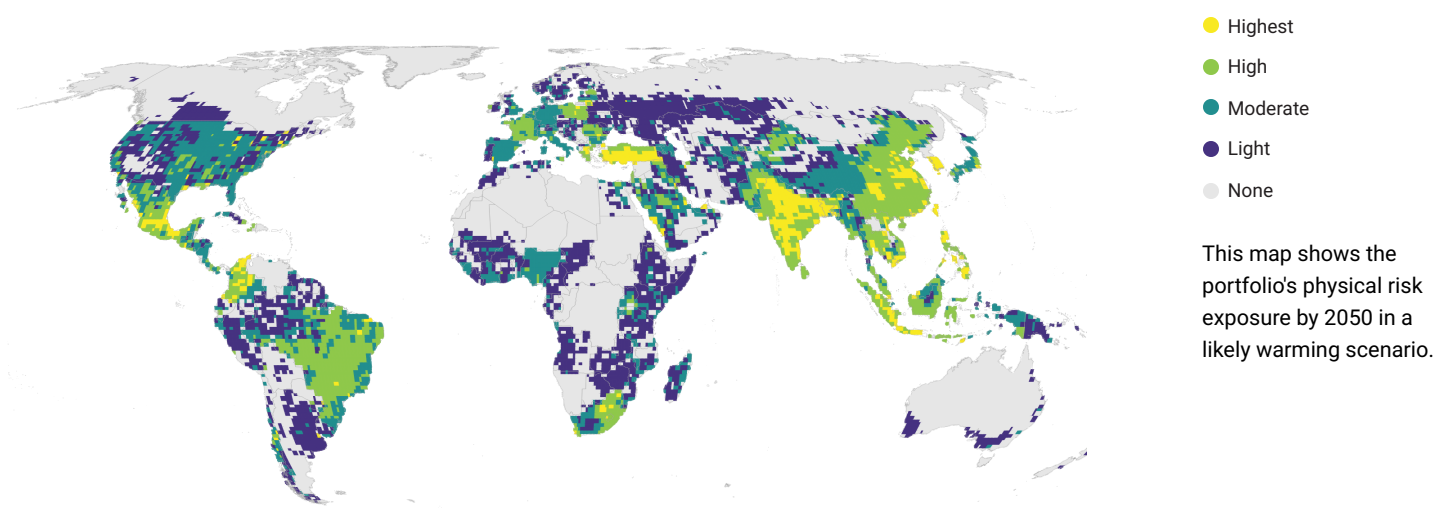 Highest
High
Moderate
Light
None
This map shows the
portfolio's physical risk
exposure by 2050 in a
likely warming scenario.